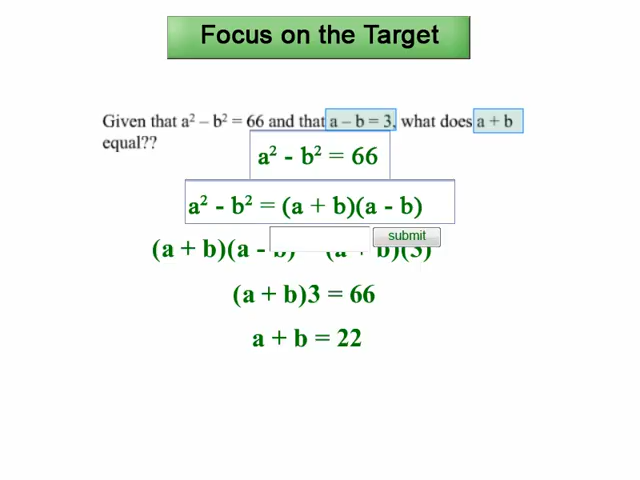 Focus on the Target
Given that a² – b² = 66 and that a – b = 3, what does a + b
equal??
a² - b² = 66
a² - b² = (a + b)(a - b)
submit
(a + b)(a - b) (a + b)(3)
(a + b)3 = 66
a + b = 22